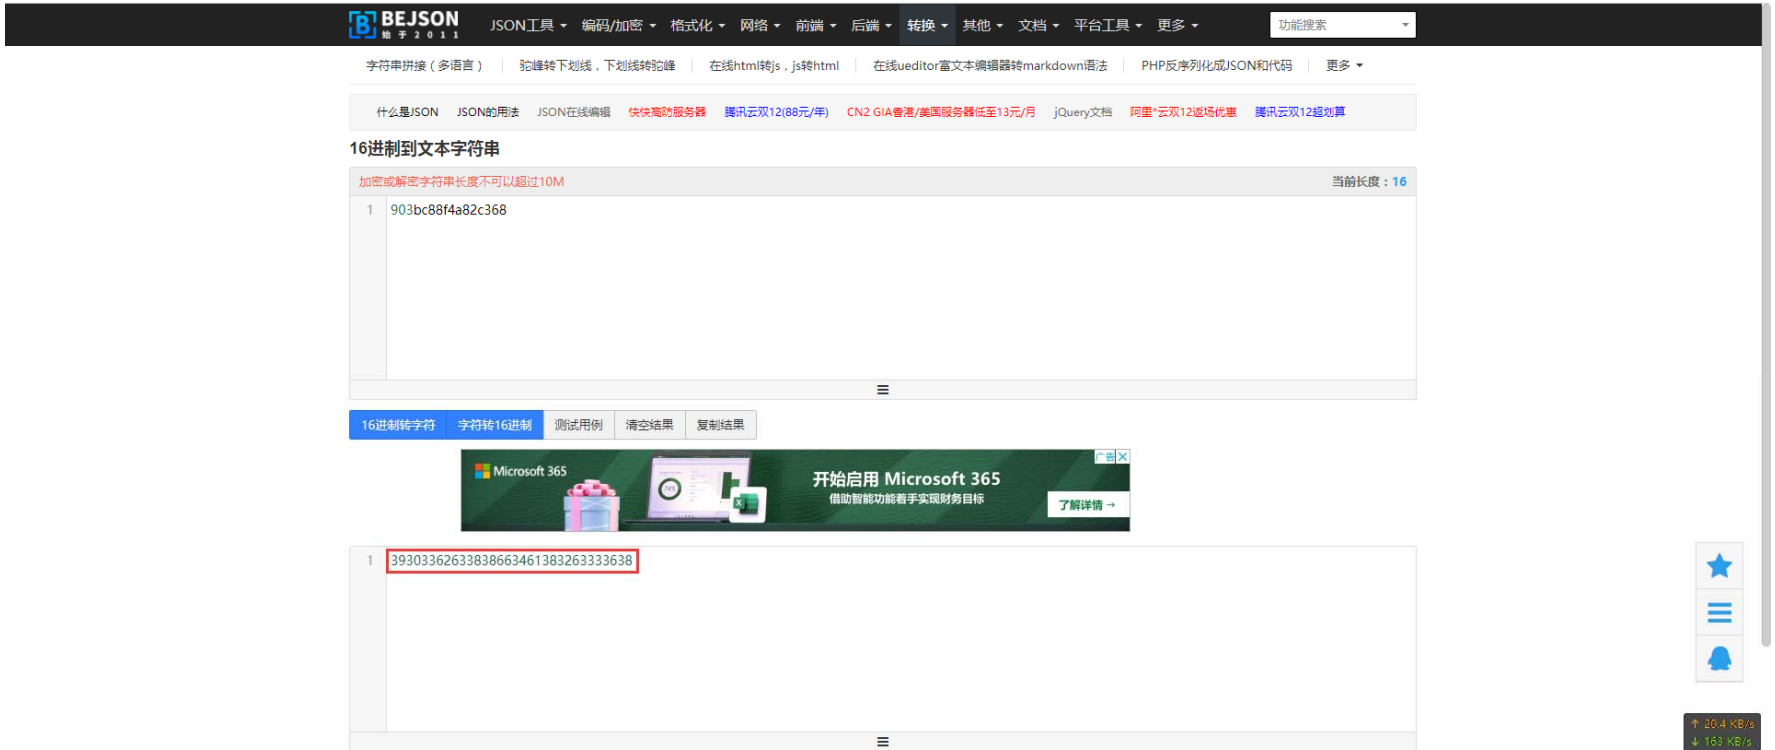 BEJSON
始于2011
JSON工具 编码/加密 格式化 网络 前端 后端 转换 其他 文档 平台工具 更多 功能搜索
字符串拼接（多语言） 驼峰转下划线，下划线转驼峰 在线html转js，js转html 在线ueditor富文本编辑器转markdown语法 PHP反序列化成JSON和代码 更多
什么是JSON JSON的用法 JSON在线编辑 快快高防服务器 腾讯云双12(88元/年) CN2 GIA香港/美国服务器低至13元/月 jQuery文档 阿里*云双12返场优惠 腾讯云双12超划算
16进制到文本字符串
加密或解密字符串长度不可以超过10M 当前长度：16
1 903bc88f4a82c368
16进制转字符 字符转16进制 测试用例 清空结果 复制结果
Microsoft 365
开始启用 Microsoft 365
借助智能功能着手实现财务目标
了解详情 →
广告
1 39303362633838663461383263333638
↑ 20.4 KB/s
↓ 163 KB/s